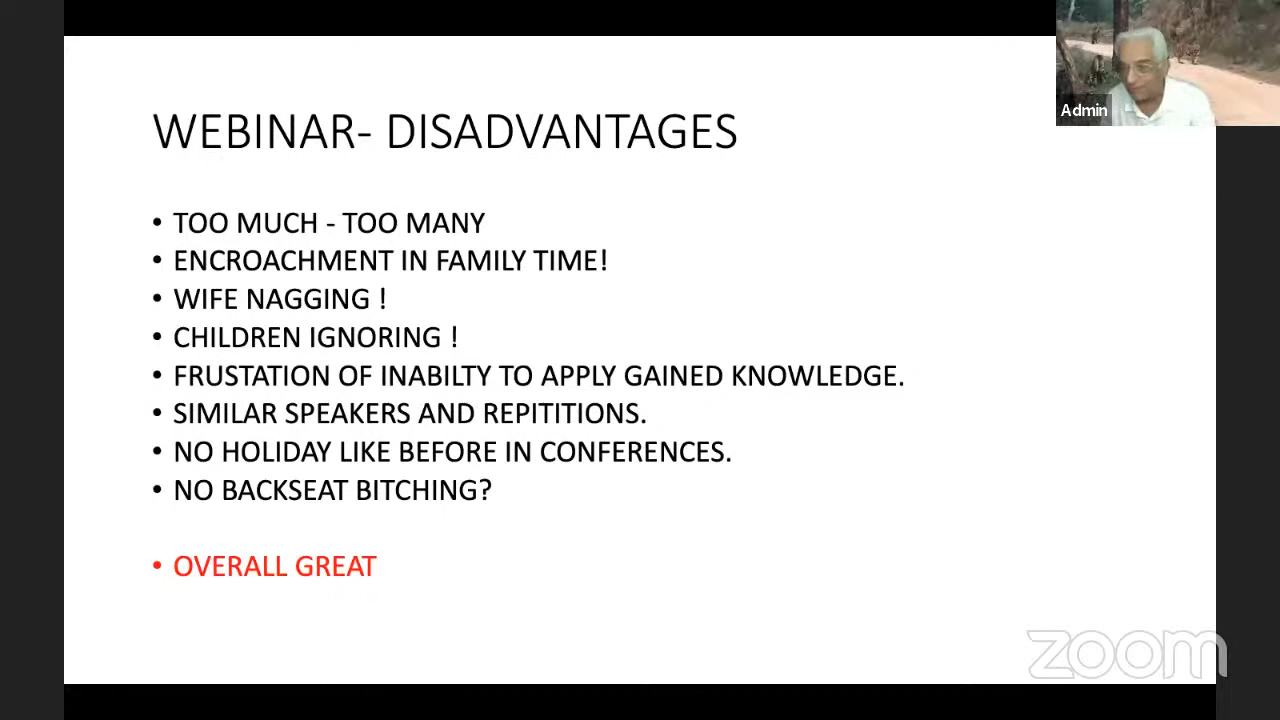 Admin
WEBINAR- DISADVANTAGES
• TOO MUCH - TOO MANY
• ENCROACHMENT IN FAMILY TIME!
• WIFE NAGGING !
• CHILDREN IGNORING !
• FRUSTATION OF INABILTY TO APPLY GAINED KNOWLEDGE.
• SIMILAR SPEAKERS AND REPITITIONS.
• NO HOLIDAY LIKE BEFORE IN CONFERENCES.
• NO BACKSEAT BITCHING?
• OVERALL GREAT
zoom